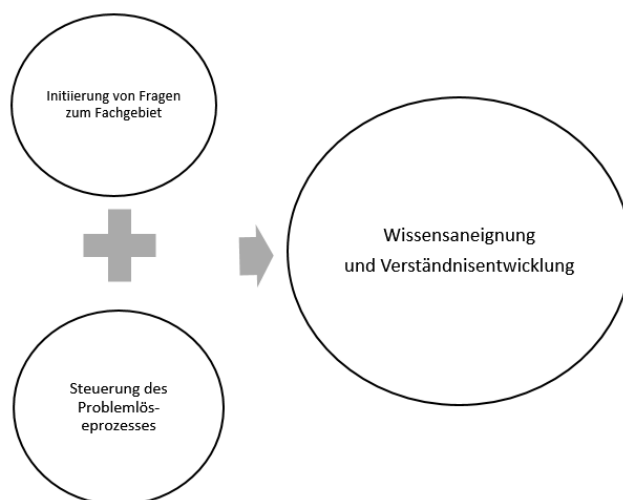 Initiierung von Fragen
zum Fachgebiet
Wissensaneignung
und Verständnisentwicklung
Steuerung des
Problemlös-
eprozesses